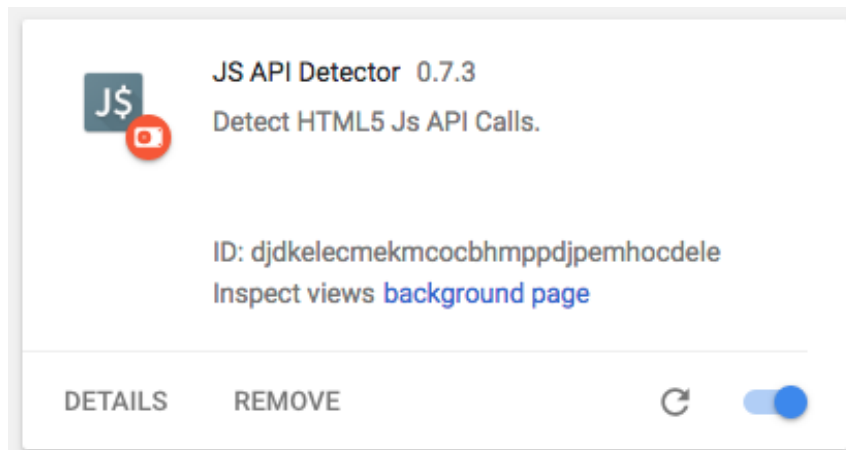 JS API Detector 0.7.3
J$
Detect HTML5 Js API Calls.
ID: djdkelecmekmcocbhmppdjpemhocdele
Inspect views background page
DETAILS REMOVE